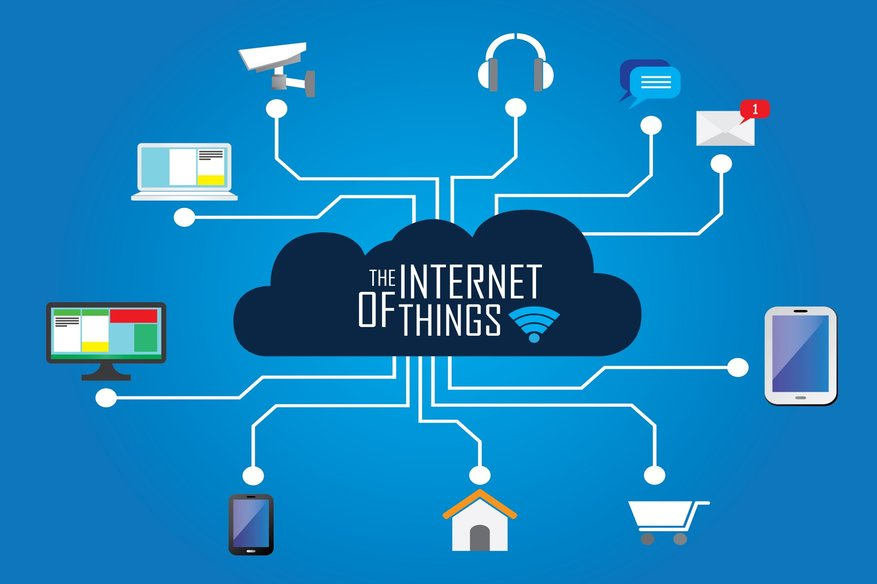 1
THE INTERNET
OF THINGS